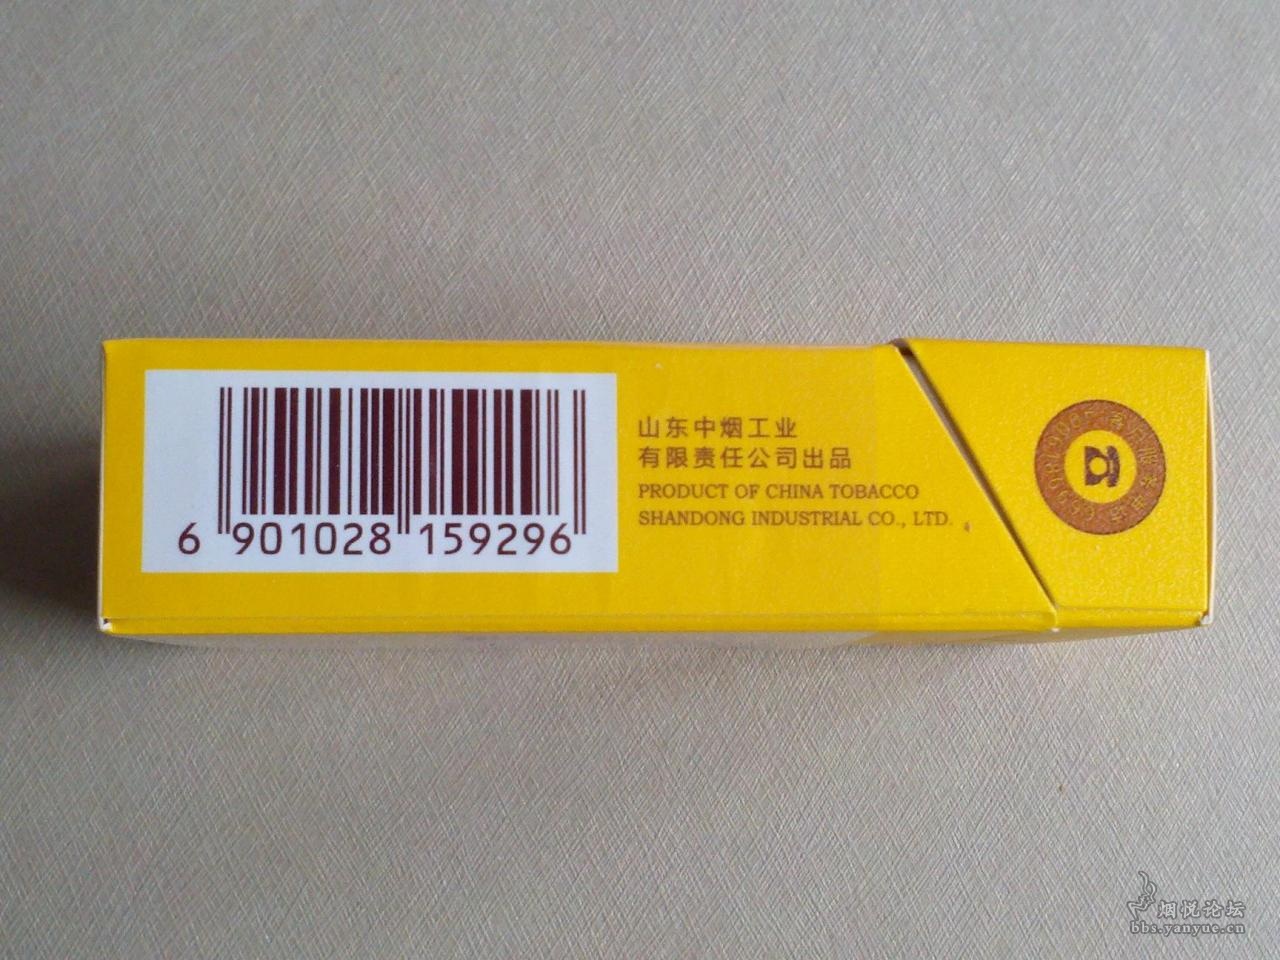 6 901028 159296
山东中烟工业
有限责任公司出品
PRODUCT OF CHINA TOBACCO
SHANDONG INDUSTRIAL CO., LTD.
烟悦论坛
bbs.yanyue.cn